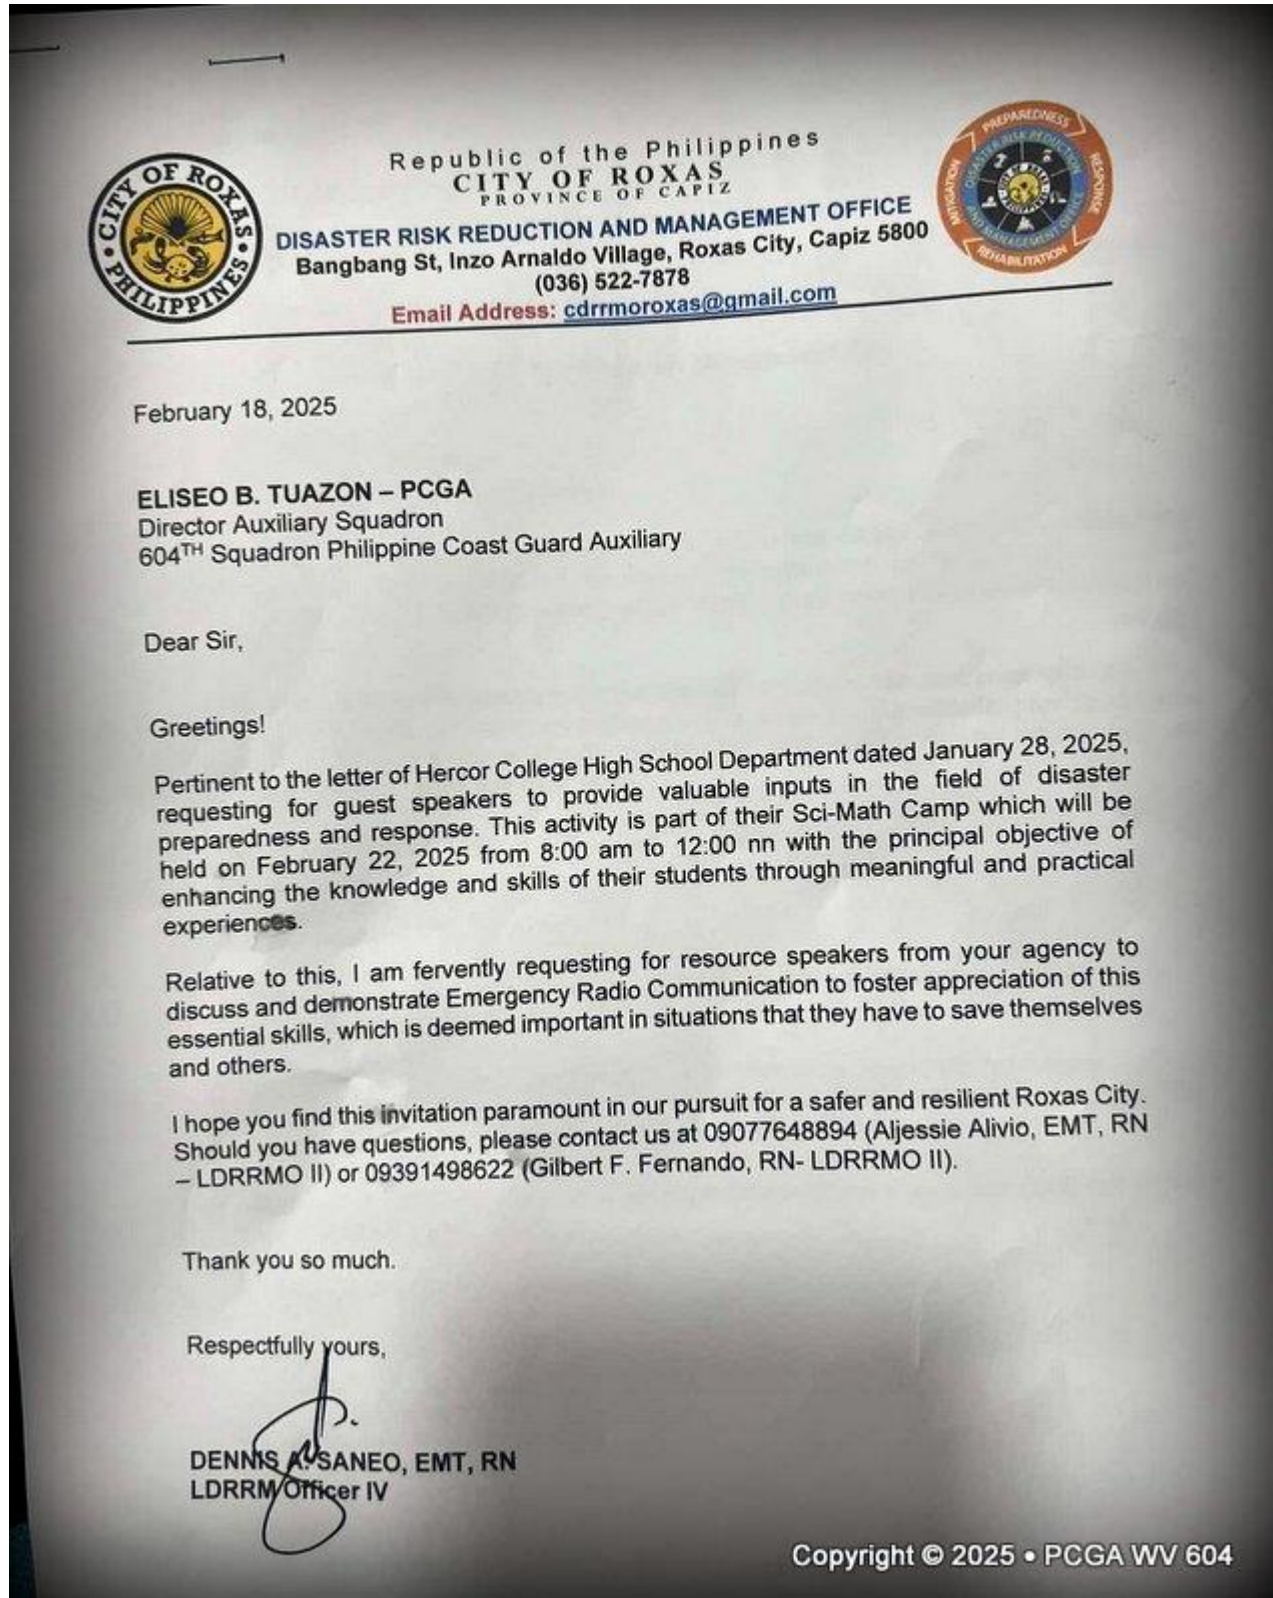 Republic of the Philippines
CITY OF ROXAS
PROVINCE OF CAPIZ
DISASTER RISK REDUCTION AND MANAGEMENT OFFICE
Bangbang St, Inzo Arnaldo Village, Roxas City, Capiz 5800
(036) 522-7878
Email Address: cdrrmoroxas@gmail.com
CITY OF ROXAS
PHILIPPINES
PREPAREDNESS
RESPONSE
REHABILITATION
MITIGATION
DISASTER RISK REDUCTION
AND MANAGEMENT OFFICE
February 18, 2025
ELISEO B. TUAZON – PCGA
Director Auxiliary Squadron
604TH Squadron Philippine Coast Guard Auxiliary
Dear Sir,
Greetings!
Pertinent to the letter of Hercor College High School Department dated January 28, 2025,
requesting for guest speakers to provide valuable inputs in the field of disaster
preparedness and response. This activity is part of their Sci-Math Camp which will be
held on February 22, 2025 from 8:00 am to 12:00 nn with the principal objective of
enhancing the knowledge and skills of their students through meaningful and practical
experiences.
Relative to this, I am fervently requesting for resource speakers from your agency to
discuss and demonstrate Emergency Radio Communication to foster appreciation of this
essential skills, which is deemed important in situations that they have to save themselves
and others.
I hope you find this invitation paramount in our pursuit for a safer and resilient Roxas City.
Should you have questions, please contact us at 09077648894 (Aljessie Alivio, EMT, RN
– LDRRMO II) or 09391498622 (Gilbert F. Fernando, RN- LDRRMO II).
Thank you so much.
Respectfully yours,
DENNIS A. SANEO, EMT, RN
LDRRM Officer IV
Copyright © 2025 • PCGA WV 604